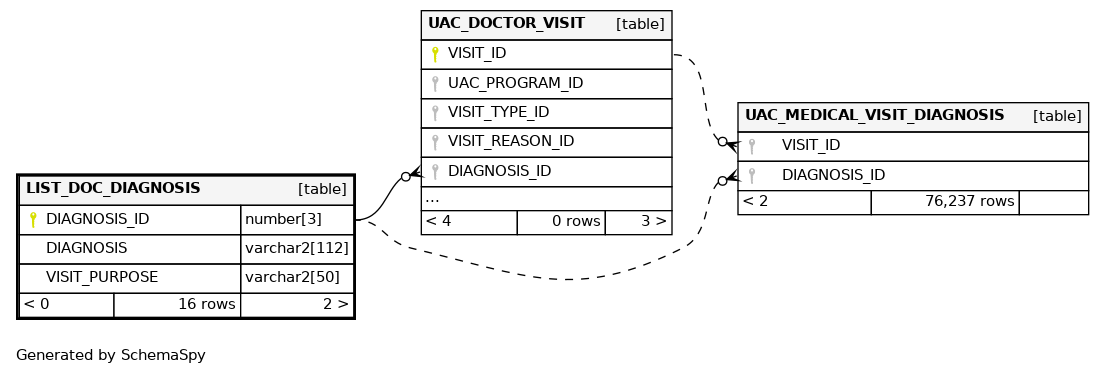 UAC_DOCTOR_VISIT [table]
VISIT_ID
UAC_PROGRAM_ID
VISIT_TYPE_ID
VISIT_REASON_ID
DIAGNOSIS_ID
...
< 4 0 rows 3 >
UAC_MEDICAL_VISIT_DIAGNOSIS [table]
VISIT_ID
DIAGNOSIS_ID
< 2 76,237 rows
LIST_DOC_DIAGNOSIS [table]
DIAGNOSIS_ID number[3]
DIAGNOSIS varchar2[112]
VISIT_PURPOSE varchar2[50]
< 0 16 rows 2 >
Generated by SchemaSpy